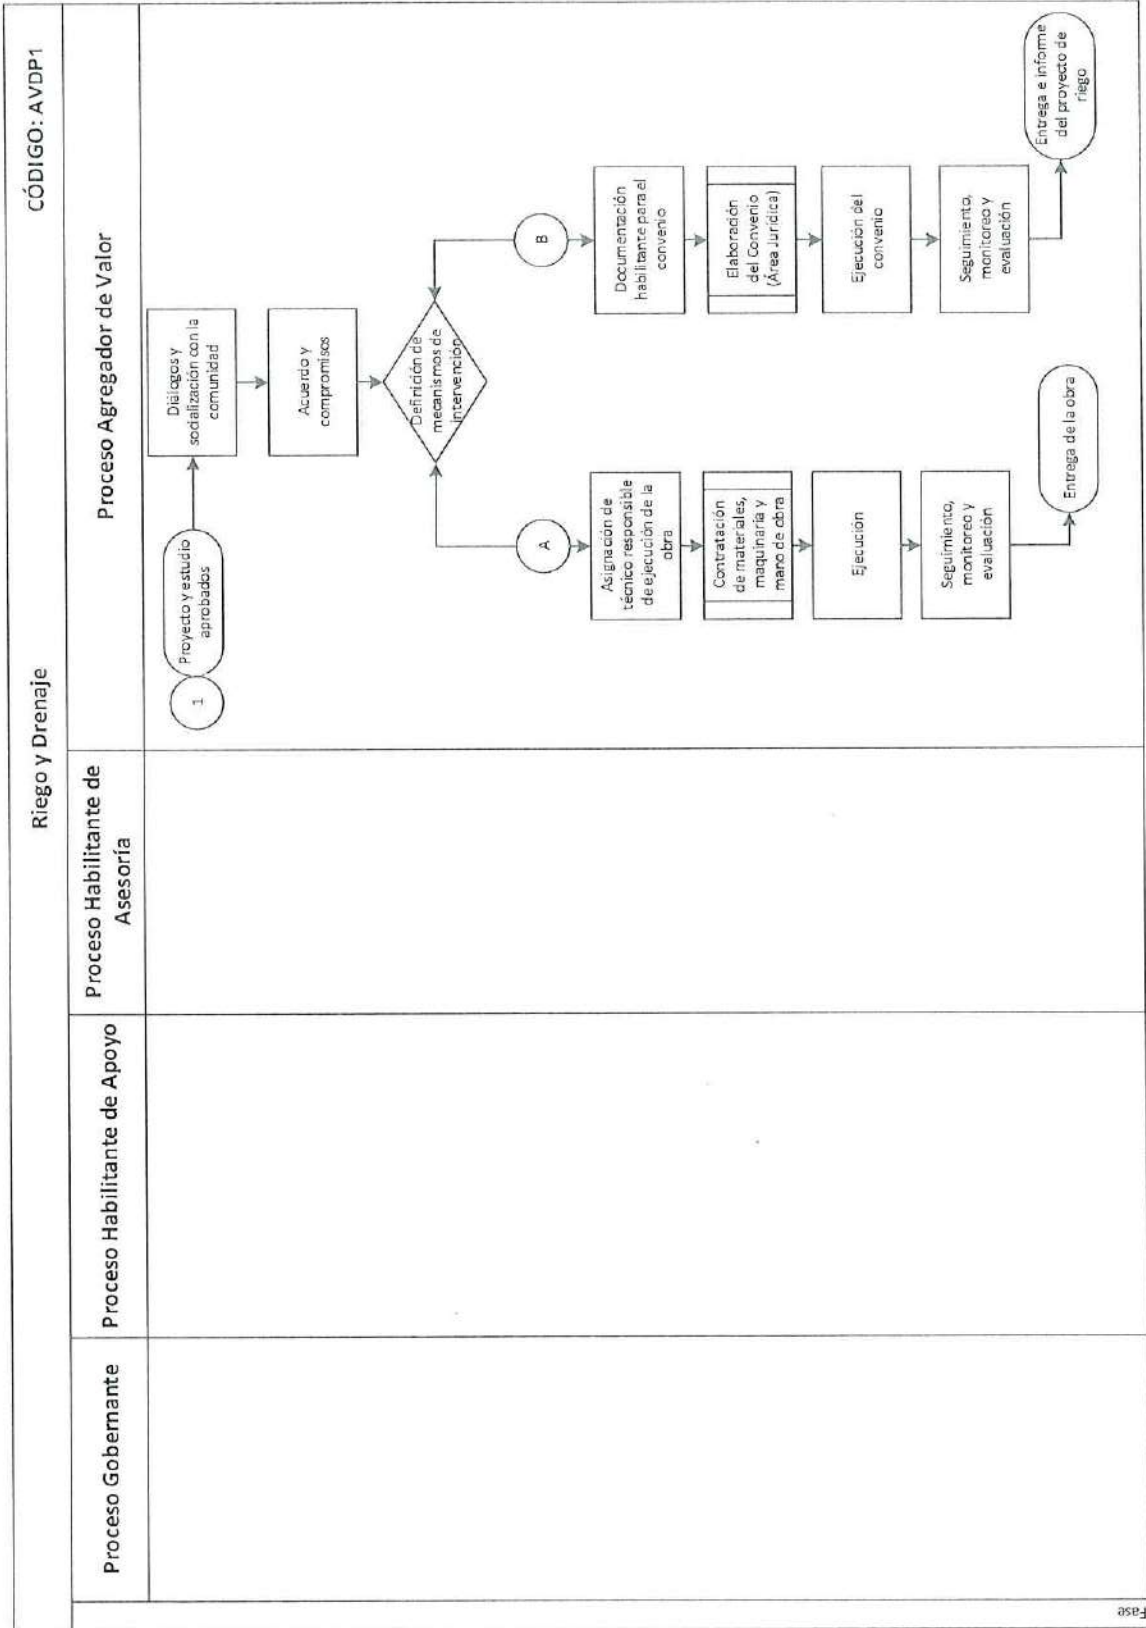 Riego y Drenaje
CÓDIGO: AVDP1
Proceso Gobernante
Proceso Habilitante de Apoyo
Proceso Habilitante de
Asesoría
Proceso Agregador de Valor
1
Proyecto y estudio
aprobados
Diálogos y
socialización con la
comunidad
Acuerdo y
compromisos
Definición de
mecanismos de
intervención
A
Asignación de
técnico responsible
de ejecución de la
obra
Contratación
de materiales,
maquinaría y
mano de obra
Ejecución
Seguimiento,
monitoreo y
evaluación
Entrega de la obra
B
Documentación
habilitante para el
convenio
Elaboración
del Convenio
(Área Jurídica)
Ejecución del
convenio
Seguimiento,
monitoreo y
evaluación
Entrega e informe
del proyecto de
riego
Fase